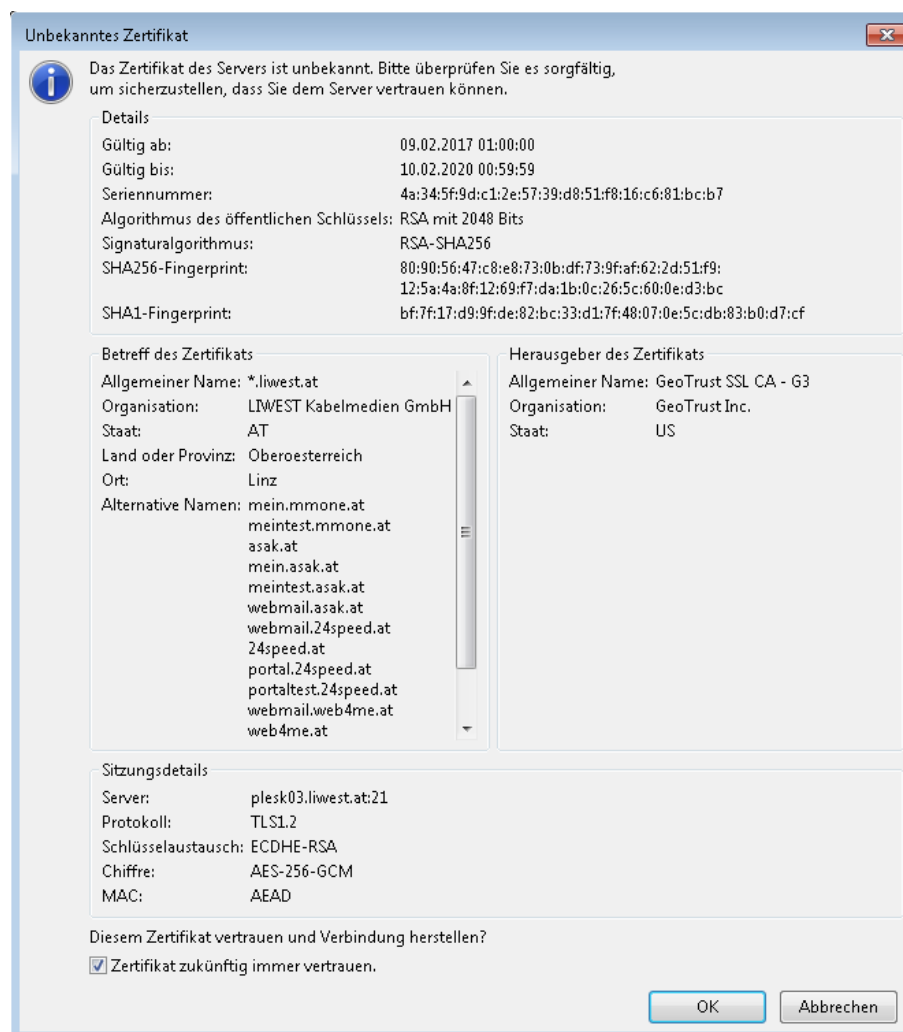 Unbekanntes Zertifikat
Das Zertifikat des Servers ist unbekannt. Bitte überprüfen Sie es sorgfältig,
um sicherzustellen, dass Sie dem Server vertrauen können.
Details
Gültig ab: 09.02.2017 01:00:00
Gültig bis: 10.02.2020 00:59:59
Seriennummer: 4a:34:5f:9d:c1:2e:57:39:d8:51:f8:16:c6:81:bc:b7
Algorithmus des öffentlichen Schlüssels: RSA mit 2048 Bits
Signaturalgorithmus: RSA-SHA256
SHA256-Fingerprint: 80:90:56:47:c8:e8:73:0b:df:73:9f:af:62:2d:51:f9:
12:5a:4a:8f:12:69:f7:da:1b:0c:26:5c:60:0e:d3:bc
SHA1-Fingerprint: bf:7f:17:d9:9f:de:82:bc:33:d1:7f:48:07:0e:5c:db:83:b0:d7:cf
Betreff des Zertifikats
Allgemeiner Name: *.liwest.at
Organisation: LIWEST Kabelmedien GmbH
Staat: AT
Land oder Provinz: Oberoesterreich
Ort: Linz
Alternative Namen: mein.mmone.at
meintest.mmone.at
asak.at
mein.asak.at
meintest.asak.at
webmail.asak.at
webmail.24speed.at
24speed.at
portal.24speed.at
portaltest.24speed.at
webmail.web4me.at
web4me.at
Herausgeber des Zertifikats
Allgemeiner Name: GeoTrust SSL CA - G3
Organisation: GeoTrust Inc.
Staat: US
Sitzungsdetails
Server: plesk03.liwest.at:21
Protokoll: TLS1.2
Schlüsselaustausch: ECDHE-RSA
Chiffre: AES-256-GCM
MAC: AEAD
Diesem Zertifikat vertrauen und Verbindung herstellen?
Zertifikat zukünftig immer vertrauen.
OK
Abbrechen